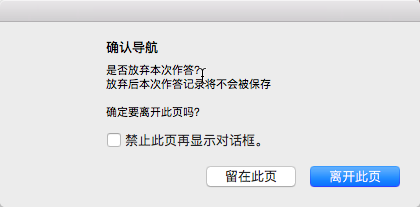 确认导航
是否放弃本次作答?
放弃后本次作答记录将不会被保存
确定要离开此页吗?
禁止此页再显示对话框。
留在此页
离开此页